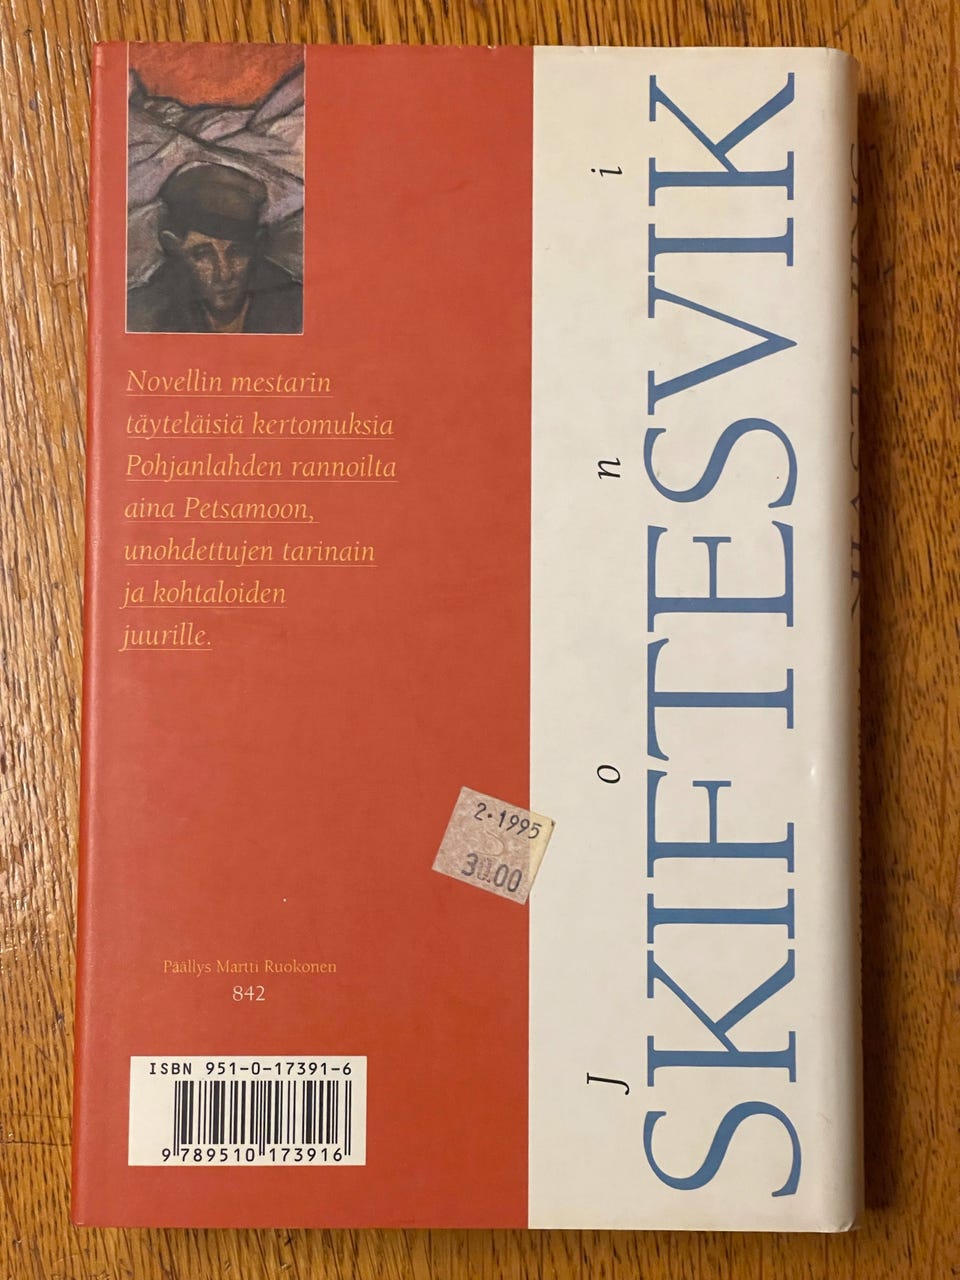 Novellin mestarin
täyteläisiä kertomuksia
Pohjanlahden rannoilta
aina Petsamoon,
unohdettujen tarinain
ja kohtaloiden
juurille.
2.1995
30.00
Päällys Martti Ruokonen
842
ISBN 951-0-17391-6
9 789510 173916
Joni
SKIFTESVIK